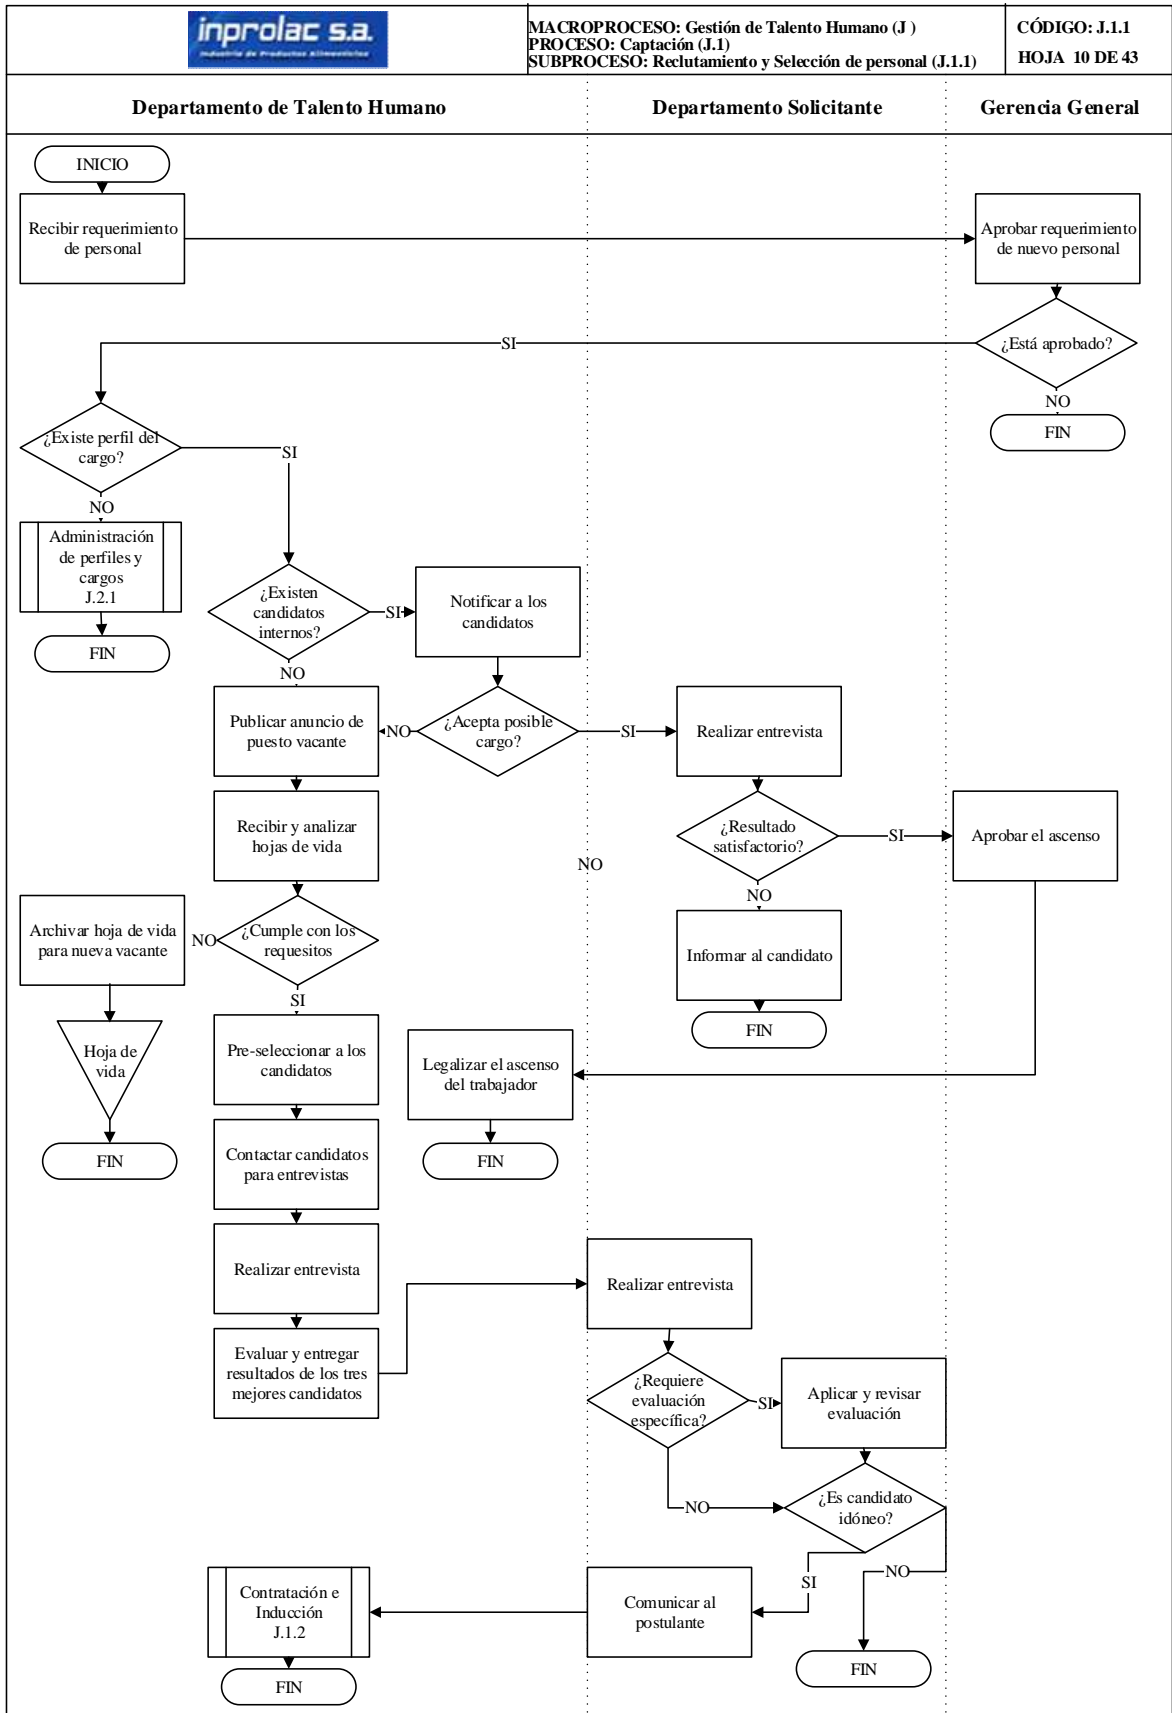 inprolac s.a.
Industria de Productos Alimenticios
MACROPROCESO: Gestión de Talento Humano (J )
PROCESO: Captación (J.1)
SUBPROCESO: Reclutamiento y Selección de personal (J.1.1)
CÓDIGO: J.1.1
HOJA 10 DE 43
Departamento de Talento Humano
Departamento Solicitante
Gerencia General
INICIO
Recibir requerimiento
de personal
Aprobar requerimiento
de nuevo personal
¿Está aprobado?
SI
NO
FIN
¿Existe perfil del
cargo?
SI
NO
Administración
de perfiles y
cargos
J.2.1
FIN
¿Existen
candidatos
internos?
SI
NO
Notificar a los
candidatos
¿Acepta posible
cargo?
NO
SI
Publicar anuncio de
puesto vacante
Realizar entrevista
Recibir y analizar
hojas de vida
¿Resultado
satisfactorio?
SI
NO
Aprobar el ascenso
NO
Archivar hoja de vida
para nueva vacante
NO
¿Cumple con los
requesitos
SI
Informar al candidato
FIN
Hoja de
vida
FIN
Pre-seleccionar a los
candidatos
Legalizar el ascenso
del trabajador
FIN
Contactar candidatos
para entrevistas
Realizar entrevista
Realizar entrevista
Evaluar y entregar
resultados de los tres
mejores candidatos
¿Requiere
evaluación
específica?
SI
NO
Aplicar y revisar
evaluación
¿Es candidato
idóneo?
SI
NO
Comunicar al
postulante
FIN
Contratación e
Inducción
J.1.2
FIN